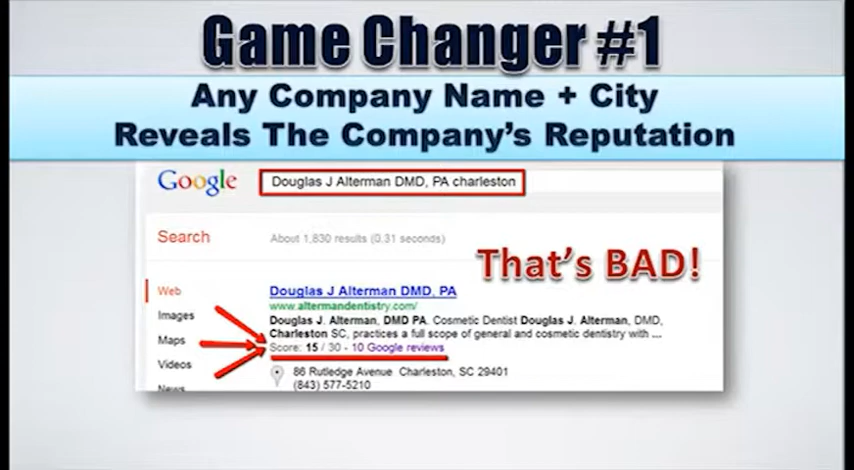 Game Changer #1
Any Company Name + City
Reveals The Company's Reputation
Google
Douglas J Alterman DMD, PA charleston
Search
About 1,830 results (0.31 seconds)
That's BAD!
Web
Images
Maps
Videos
News
Douglas J Alterman DMD, PA
www.altermandentistry.com/
Douglas J. Alterman, DMD PA. Cosmetic Dentist Douglas J. Alterman, DMD,
Charleston SC, practices a full scope of general and cosmetic dentistry with ...
Score: 15 / 30 - 10 Google reviews
86 Rutledge Avenue Charleston, SC 29401
(843) 577-5210